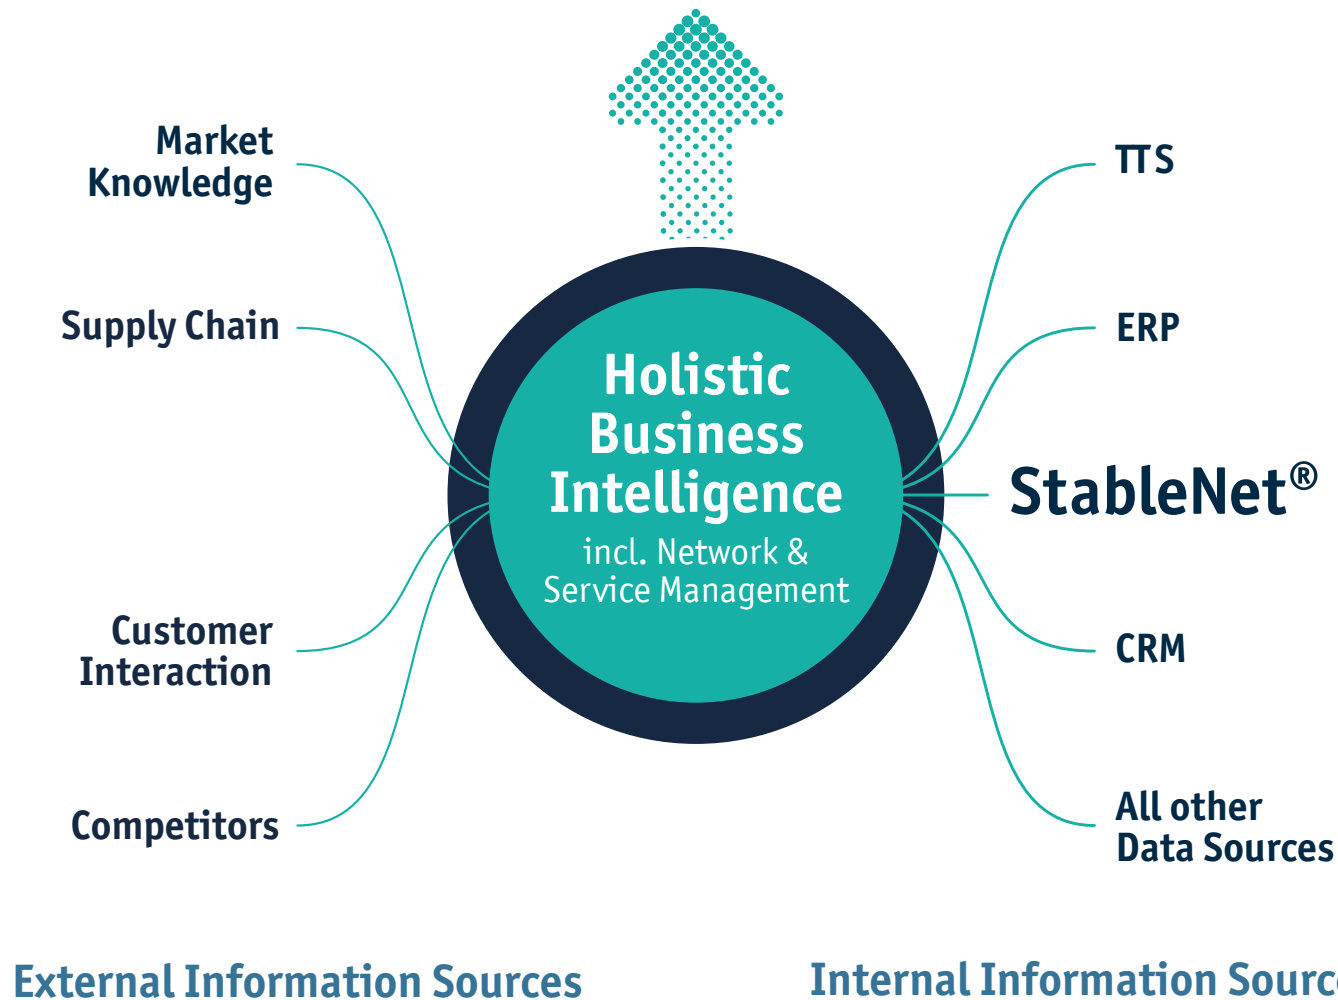 Market
Knowledge
Supply Chain
Customer
Interaction
Competitors
Holistic
Business
Intelligence
incl. Network &
Service Management
TTS
ERP
StableNet®
CRM
All other
Data Sources
External Information Sources
Internal Information